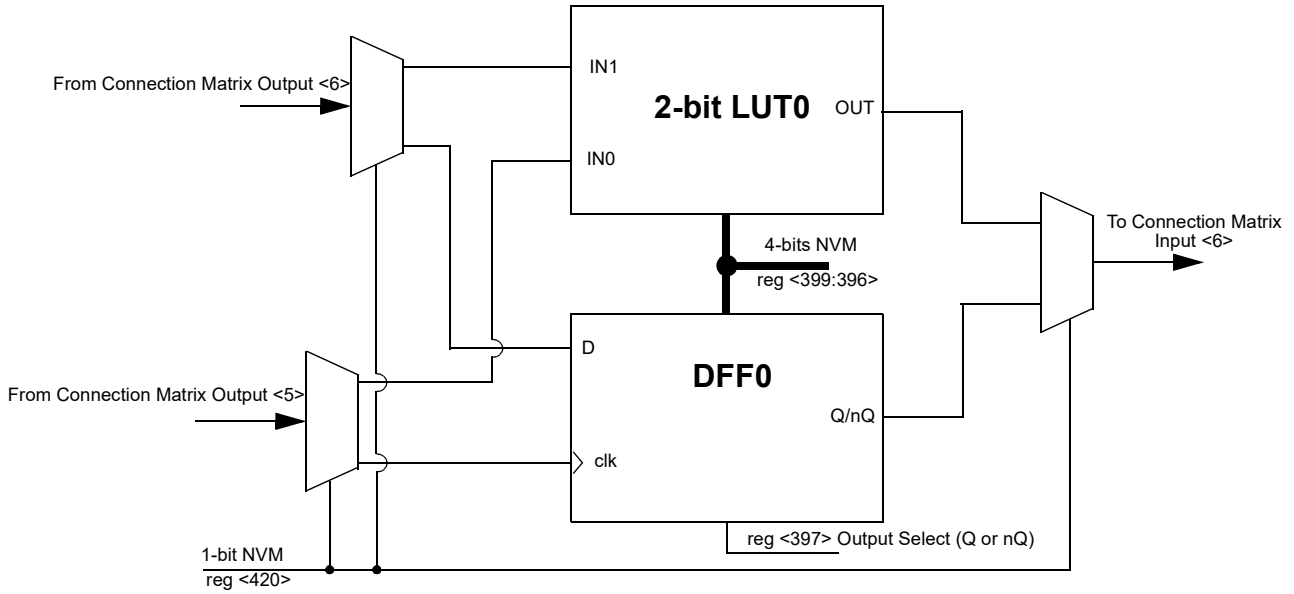 From Connection Matrix Output <6>
IN1
2-bit LUT0
OUT
IN0
To Connection Matrix
Input <6>
4-bits NVM
reg <399:396>
D
DFF0
From Connection Matrix Output <5>
Q/nQ
clk
reg <397> Output Select (Q or nQ)
1-bit NVM
reg <420>